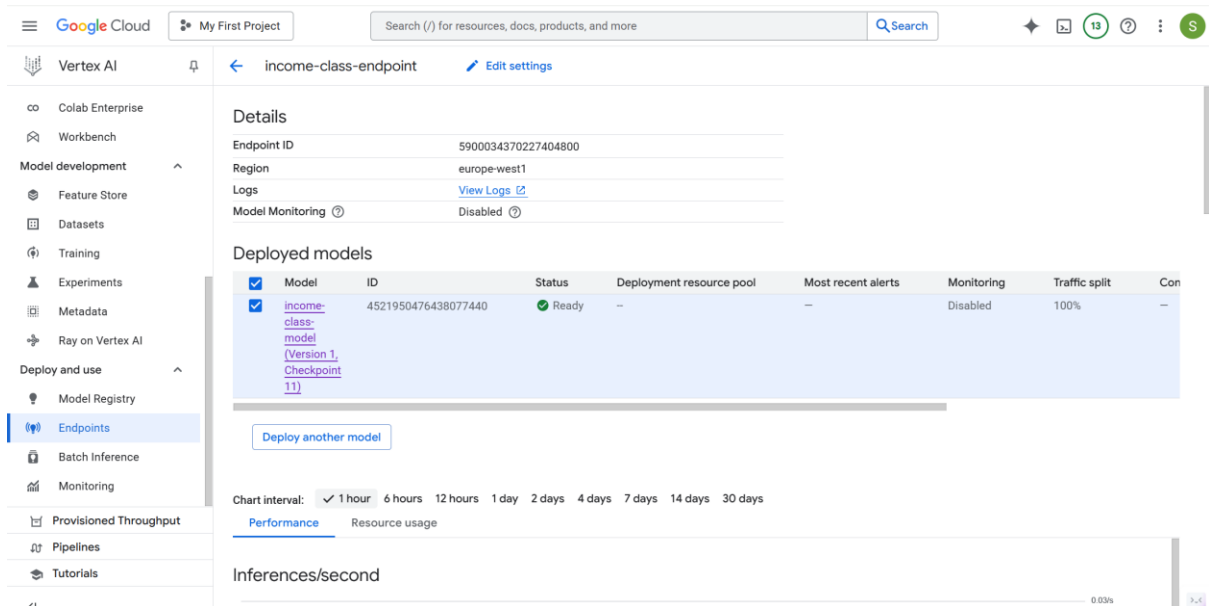 Google Cloud
My First Project
Search (/) for resources, docs, products, and more
Search
13
S
Vertex AI
income-class-endpoint
Edit settings
Colab Enterprise
Workbench
Model development
Feature Store
Datasets
Training
Experiments
Metadata
Ray on Vertex AI
Deploy and use
Model Registry
Endpoints
Batch Inference
Monitoring
Provisioned Throughput
Pipelines
Tutorials
Details
Endpoint ID 5900034370227404800
Region europe-west1
Logs View Logs
Model Monitoring Disabled
Deployed models
Model ID Status Deployment resource pool Most recent alerts Monitoring Traffic split Con
income-
class-
model
(Version 1,
Checkpoint
11)
4521950476438077440 Ready – – Disabled 100% –
Deploy another model
Chart interval: 1 hour 6 hours 12 hours 1 day 2 days 4 days 7 days 14 days 30 days
Performance Resource usage
Inferences/second
0.03/s